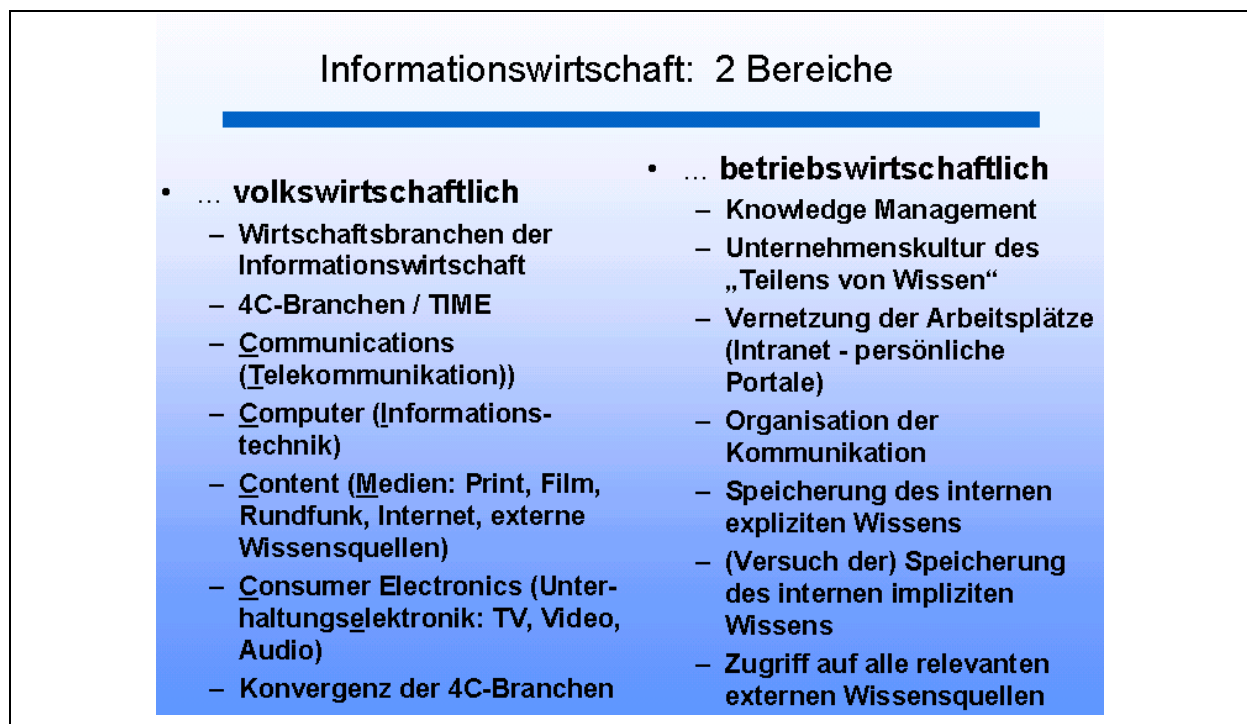 Informationswirtschaft: 2 Bereiche
• ... volkswirtschaftlich
– Wirtschaftsbranchen der
Informationswirtschaft
– 4C-Branchen / TIME
– Communications
(Telekommunikation))
– Computer (Informations-
technik)
– Content (Medien: Print, Film,
Rundfunk, Internet, externe
Wissensquellen)
– Consumer Electronics (Unter-
haltungselektronik: TV, Video,
Audio)
– Konvergenz der 4C-Branchen
• ... betriebswirtschaftlich
– Knowledge Management
– Unternehmenskultur des
„Teilens von Wissen“
– Vernetzung der Arbeitsplätze
(Intranet - persönliche
Portale)
– Organisation der
Kommunikation
– Speicherung des internen
expliziten Wissens
– (Versuch der) Speicherung
des internen impliziten
Wissens
– Zugriff auf alle relevanten
externen Wissensquellen